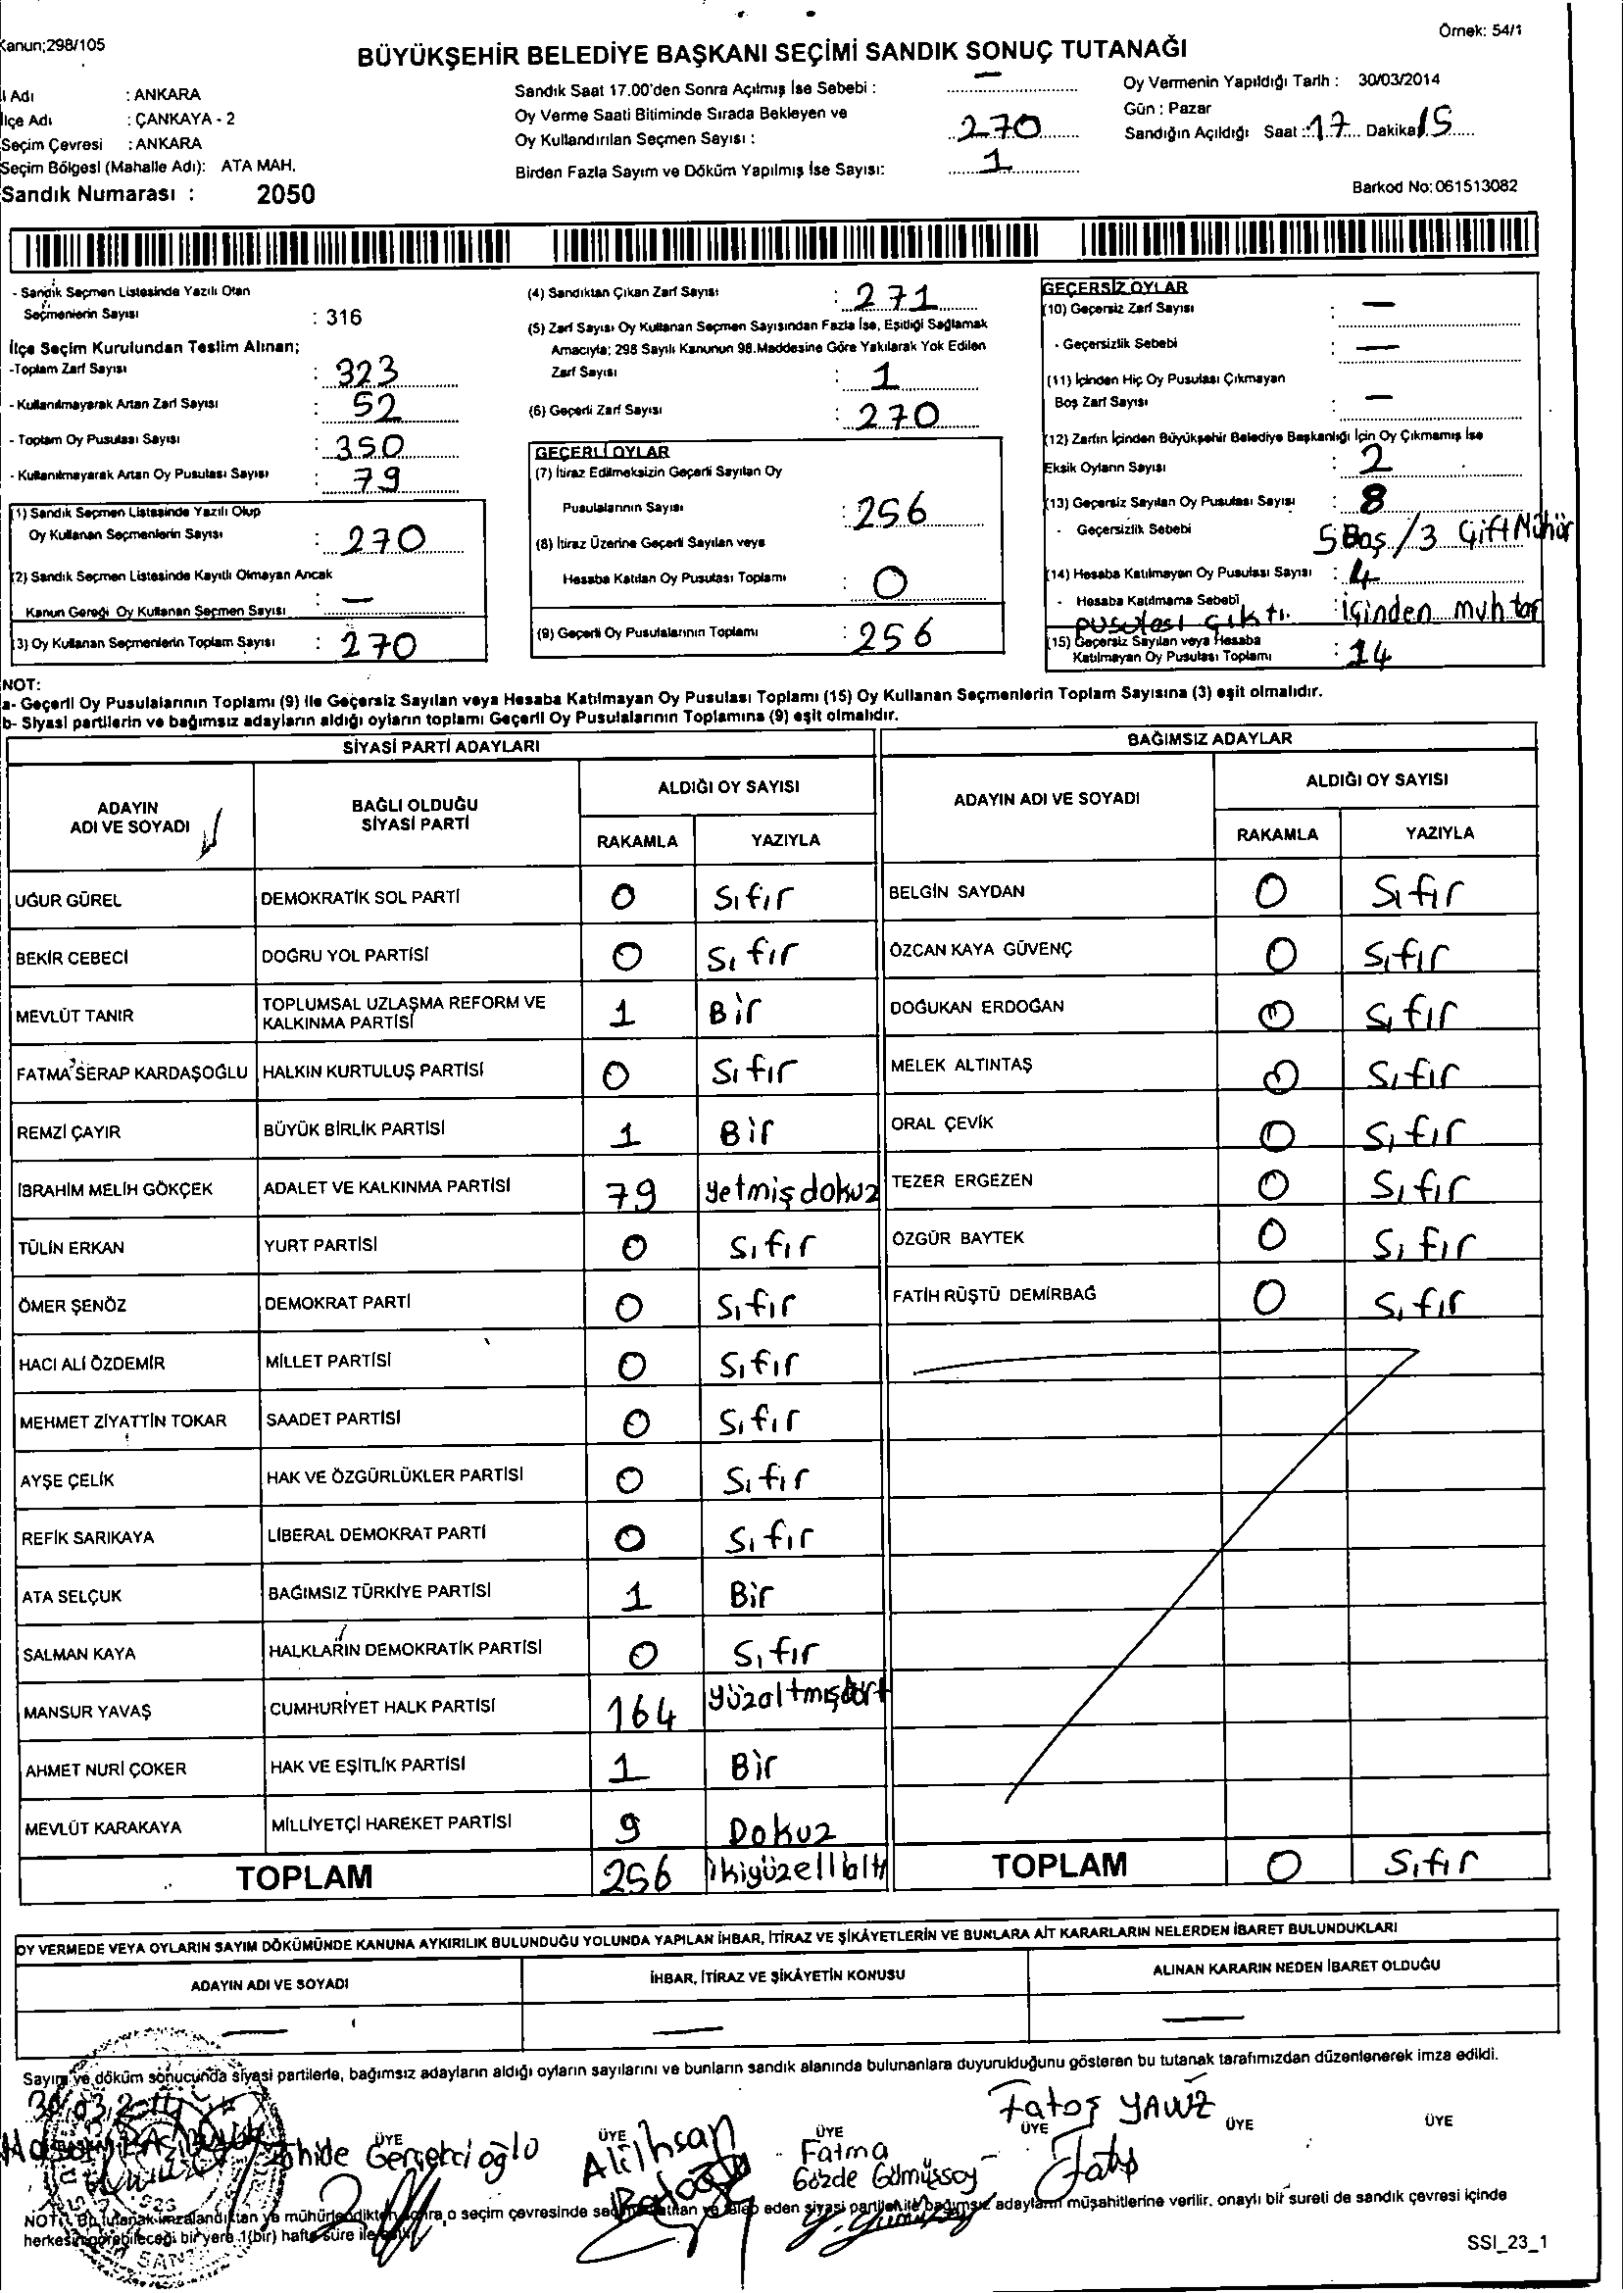 Kanun;298/105
Örnek: 54/1
BÜYÜKŞEHİR BELEDİYE BAŞKANI SEÇİMİ SANDIK SONUÇ TUTANAĞI
İl Adı : ANKARA
İlçe Adı : ÇANKAYA - 2
Seçim Çevresi : ANKARA
Seçim Bölgesi (Mahalle Adı): ATA MAH.
Sandık Numarası : 2050
Sandık Saat 17.00'den Sonra Açılmış İse Sebebi : —
Oy Verme Saati Bitiminde Sırada Bekleyen ve
Oy Kullandırılan Seçmen Sayısı : 270
Birden Fazla Sayım ve Döküm Yapılmış İse Sayısı: 1
Oy Vermenin Yapıldığı Tarih : 30/03/2014
Gün : Pazar
Sandığın Açıldığı Saat : 17 Dakika 15
Barkod No: 061513082
- Sandık Seçmen Listesinde Yazılı Olan
Seçmenlerin Sayısı : 316
İlçe Seçim Kurulundan Teslim Alınan;
-Toplam Zarf Sayısı : 323
- Kullanılmayarak Artan Zarf Sayısı : 52
- Toplam Oy Pusulası Sayısı : 350
- Kullanılmayarak Artan Oy Pusulası Sayısı : 79
(1) Sandık Seçmen Listesinde Yazılı Olup
Oy Kullanan Seçmenlerin Sayısı : 270
(2) Sandık Seçmen Listesinde Kayıtlı Olmayan Ancak
Kanun Gereği Oy Kullanan Seçmen Sayısı : —
(3) Oy Kullanan Seçmenlerin Toplam Sayısı : 270
(4) Sandıktan Çıkan Zarf Sayısı : 271
(5) Zarf Sayısı Oy Kullanan Seçmen Sayısından Fazla İse, Eşitliği Sağlamak
Amacıyla; 298 Sayılı Kanunun 98.Maddesine Göre Yakılarak Yok Edilen
Zarf Sayısı : 1
(6) Geçerli Zarf Sayısı : 270
GEÇERLİ OYLAR
(7) İtiraz Edilmeksizin Geçerli Sayılan Oy
Pusulalarının Sayısı : 256
(8) İtiraz Üzerine Geçerli Sayılan veya
Hesaba Katılan Oy Pusulası Toplamı : 0
(9) Geçerli Oy Pusulalarının Toplamı : 256
GEÇERSİZ OYLAR
(10) Geçersiz Zarf Sayısı : —
- Geçersizlik Sebebi : —
(11) İçinden Hiç Oy Pusulası Çıkmayan
Boş Zarf Sayısı : —
(12) Zarfın İçinden Büyükşehir Belediye Başkanlığı İçin Oy Çıkmamış İse
Eksik Oyların Sayısı : 2
(13) Geçersiz Sayılan Oy Pusulası Sayısı : 8
- Geçersizlik Sebebi 5 Boş / 3 Çift Mühür
(14) Hesaba Katılmayan Oy Pusulası Sayısı : 4
- Hesaba Katılmama Sebebi : içinden muhtar
pusulası çıktı.
(15) Geçersiz Sayılan veya Hesaba
Katılmayan Oy Pusulası Toplamı : 14
NOT:
a- Geçerli Oy Pusulalarının Toplamı (9) ile Geçersiz Sayılan veya Hesaba Katılmayan Oy Pusulası Toplamı (15) Oy Kullanan Seçmenlerin Toplam Sayısına (3) eşit olmalıdır.
b- Siyasi partilerin ve bağımsız adayların aldığı oyların toplamı Geçerli Oy Pusulalarının Toplamına (9) eşit olmalıdır.
SİYASİ PARTİ ADAYLARI
ADAYIN
ADI VE SOYADI
BAĞLI OLDUĞU
SİYASİ PARTİ
ALDIĞI OY SAYISI
RAKAMLA YAZIYLA
UĞUR GÜREL DEMOKRATİK SOL PARTİ 0 Sıfır
BEKİR CEBECİ DOĞRU YOL PARTİSİ 0 Sıfır
MEVLÜT TANIR TOPLUMSAL UZLAŞMA REFORM VE
KALKINMA PARTİSİ 1 Bir
FATMA SERAP KARDAŞOĞLU HALKIN KURTULUŞ PARTİSİ 0 Sıfır
REMZİ ÇAYIR BÜYÜK BİRLİK PARTİSİ 1 Bir
İBRAHİM MELİH GÖKÇEK ADALET VE KALKINMA PARTİSİ 79 yetmişdokuz
TÜLİN ERKAN YURT PARTİSİ 0 Sıfır
ÖMER ŞENÖZ DEMOKRAT PARTİ 0 Sıfır
HACI ALİ ÖZDEMİR MİLLET PARTİSİ 0 Sıfır
MEHMET ZİYATTİN TOKAR SAADET PARTİSİ 0 Sıfır
AYŞE ÇELİK HAK VE ÖZGÜRLÜKLER PARTİSİ 0 Sıfır
REFİK SARIKAYA LİBERAL DEMOKRAT PARTİ 0 Sıfır
ATA SELÇUK BAĞIMSIZ TÜRKİYE PARTİSİ 1 Bir
SALMAN KAYA HALKLARIN DEMOKRATİK PARTİSİ 0 Sıfır
MANSUR YAVAŞ CUMHURİYET HALK PARTİSİ 164 yüzaltmışdört
AHMET NURİ ÇOKER HAK VE EŞİTLİK PARTİSİ 1 Bir
MEVLÜT KARAKAYA MİLLİYETÇİ HAREKET PARTİSİ 9 Dokuz
TOPLAM 256 ikiyüzellialtı
BAĞIMSIZ ADAYLAR
ADAYIN ADI VE SOYADI
ALDIĞI OY SAYISI
RAKAMLA YAZIYLA
BELGİN SAYDAN 0 Sıfır
ÖZCAN KAYA GÜVENÇ 0 Sıfır
DOĞUKAN ERDOĞAN 0 Sıfır
MELEK ALTINTAŞ 0 Sıfır
ORAL ÇEVİK 0 Sıfır
TEZER ERGEZEN 0 Sıfır
ÖZGÜR BAYTEK 0 Sıfır
FATİH RÜŞTÜ DEMİRBAĞ 0 Sıfır
TOPLAM 0 Sıfır
OY VERMEDE VEYA OYLARIN SAYIM DÖKÜMÜNDE KANUNA AYKIRILIK BULUNDUĞU YOLUNDA YAPILAN İHBAR, İTİRAZ VE ŞİKÂYETLERİN VE BUNLARA AİT KARARLARIN NELERDEN İBARET BULUNDUKLARI
ADAYIN ADI VE SOYADI İHBAR, İTİRAZ VE ŞİKÂYETİN KONUSU ALINAN KARARIN NEDEN İBARET OLDUĞU
— — —
Sayım ve döküm sonucunda siyasi partilerle, bağımsız adayların aldığı oyların sayılarını ve bunların sandık alanında bulunanlara duyurulduğunu gösteren bu tutanak tarafımızdan düzenlenerek imza edildi.
ÜYE ÜYE ÜYE ÜYE ÜYE ÜYE
Gerçekcioğlu
Ali ihsan
Fatma
Gözde Gümüşsoy
Fatoş YAVUZ
NOT: Bu tutanak imzalandıktan ve mühürlendikten sonra,o seçim çevresinde seçime katılan ve talep eden siyasi partiler ile bağımsız adayların müşahitlerine verilir. onaylı bir sureti de sandık çevresi içinde
herkesin görebileceği bir yere 1(bir) hafta süre ile
SSI_23_1